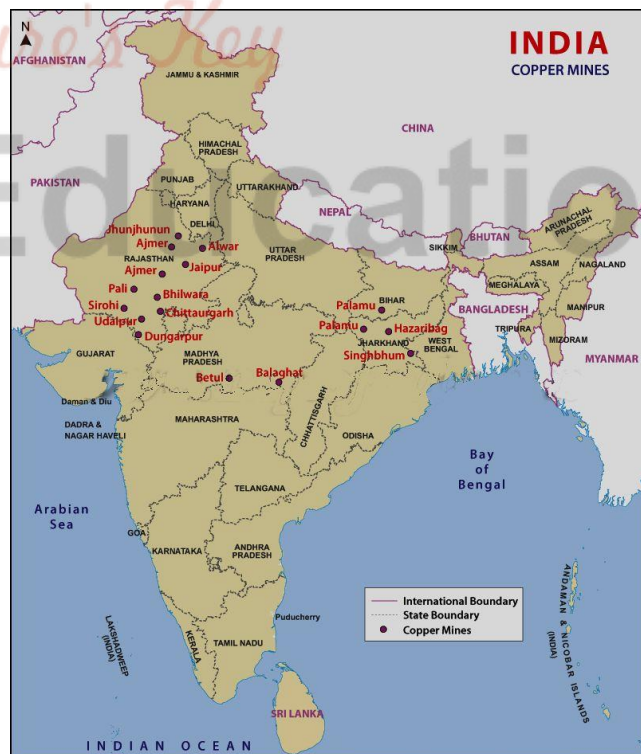 re's Key
Education
N
INDIA
COPPER MINES
AFGHANISTAN
JAMMU & KASHMIR
CHINA
HIMACHAL
PRADESH
PAKISTAN
PUNJAB
UTTARAKHAND
HARYANA
DELHI
NEPAL
BHUTAN
ARUNACHAL
PRADESH
SIKKIM
ASSAM
NAGALAND
MEGHALAYA
MANIPUR
BANGLADESH
TRIPURA
MIZORAM
MYANMAR
Jhunjhunun
Ajmer
Alwar
RAJASTHAN
Jaipur
Ajmer
UTTAR
PRADESH
Pali
Bhilwara
Sirohi
Chittaurgarh
Udaipur
Dungarpur
Palamu
BIHAR
Palamu
Hazaribag
JHARKHAND
WEST
BENGAL
Singhbhum
GUJARAT
MADHYA
PRADESH
Betul
Balaghat
Daman & Diu
DADRA &
NAGAR HAVELI
MAHARASHTRA
CHHATTISGARH
ODISHA
TELANGANA
Bay
of
Bengal
Arabian
Sea
GOA
KARNATAKA
ANDHRA
PRADESH
International Boundary
State Boundary
Copper Mines
Puducherry
LAKSHADWEEP
(INDIA)
KERALA
TAMIL NADU
ANDAMAN & NICOBAR ISLANDS
(INDIA)
SRI LANKA
INDIAN OCEAN